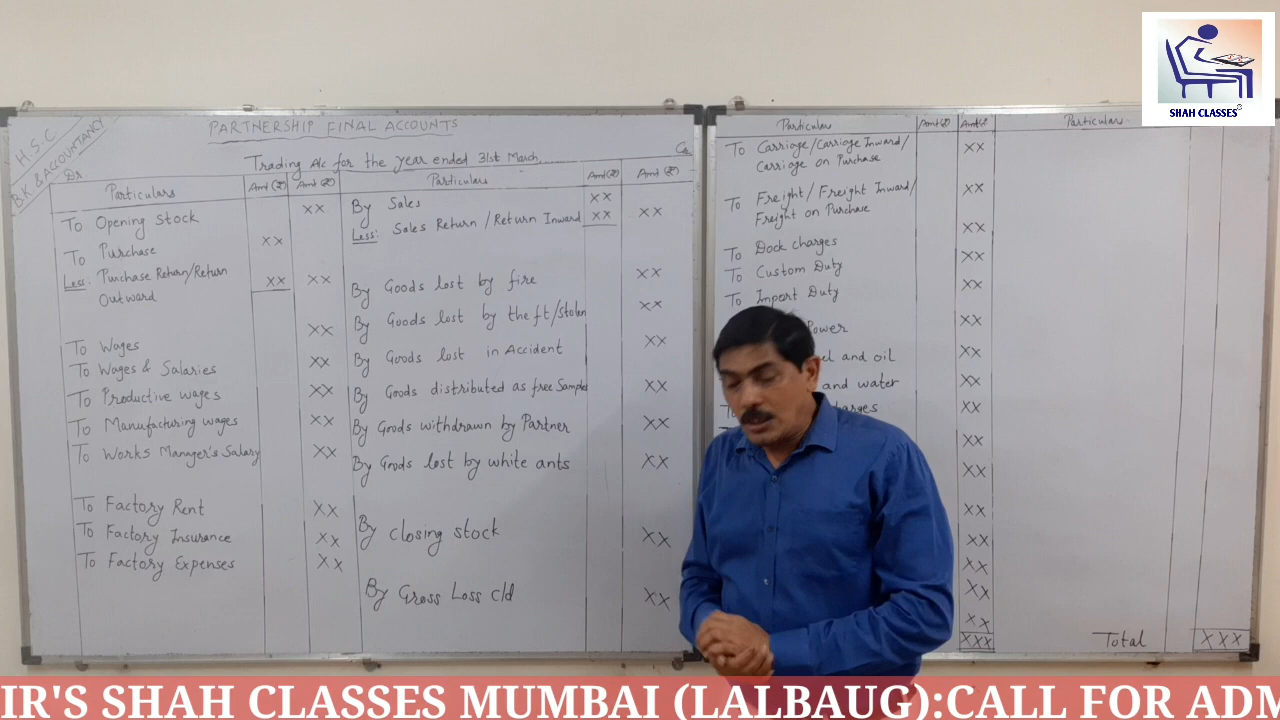 SHAH CLASSES
H.S.C
B.K & ACCOUNTANCY
PARTNERSHIP FINAL ACCOUNTS
Trading A/c for the year ended 31st March
Dr
Cr
Particulars Amt (₹) Amt (₹) Particulars Amt (₹) Amt (₹)
To Opening Stock XX
By Sales XX
Less: Sales Return / Return Inward XX XX
To Purchase XX
Less: Purchase Return/Return XX XX
Outward
By Goods lost by fire XX
By Goods lost by theft/Stolen XX
To Wages XX
By Goods lost in Accident XX
To Wages & Salaries XX
To Productive wages XX
By Goods distributed as free Samples XX
To Manufacturing wages XX
By Goods withdrawn by Partner XX
To Works Manager's Salary XX
By Goods lost by white ants XX
To Factory Rent XX
To Factory Insurance XX
By Closing stock XX
To Factory Expenses XX
By Gross Loss c/d XX
Particulars Amt (₹) Amt (₹) Particulars
To Carriage/Carriage Inward/ XX
Carriage on Purchase
To Freight/Freight Inward/ XX
Freight on Purchase
XX
To Dock charges XX
To Custom Duty XX
To Import Duty
XX
Power
XX
and oil
XX
and water
XX
To
XX
XX
XX
XX
XX
XX
XX
XXX Total XXX
IR'S SHAH CLASSES MUMBAI (LALBAUG):CALL FOR ADM